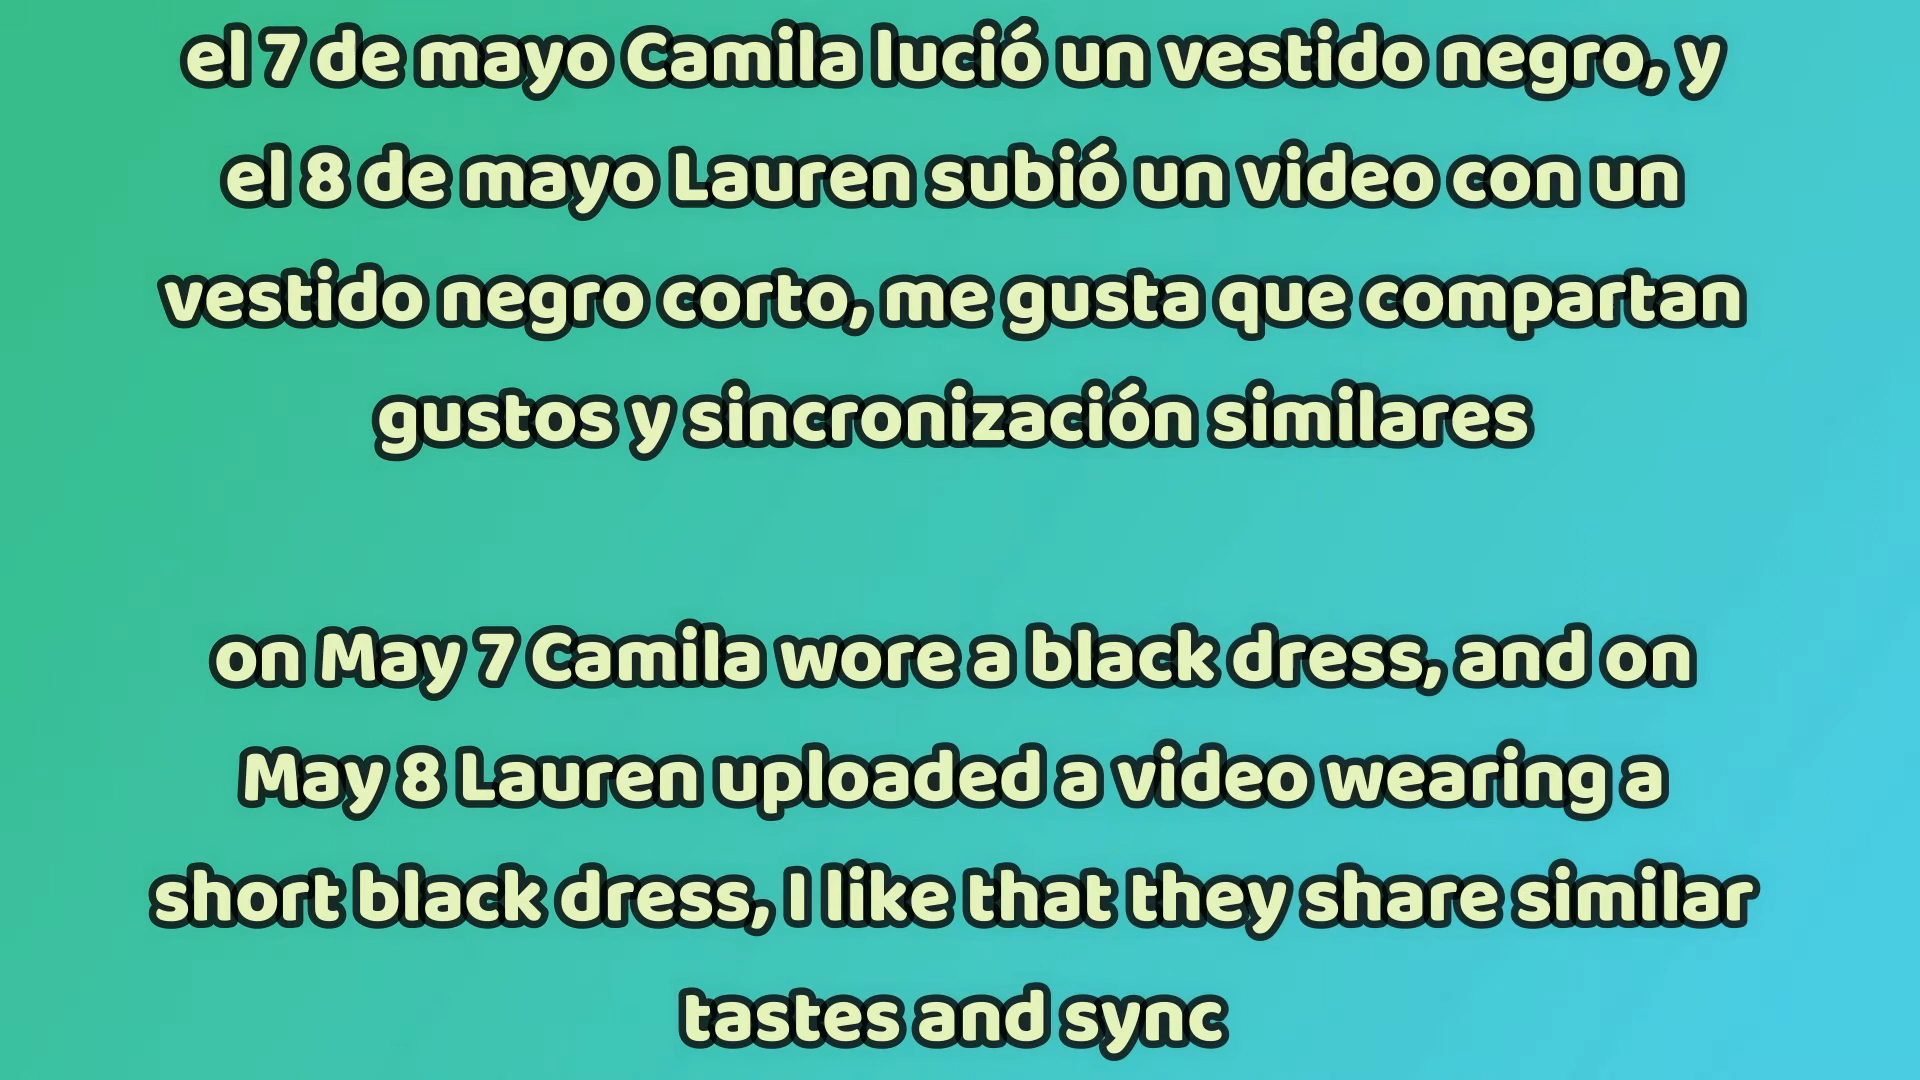 el 7 de mayo Camila lució un vestido negro, y
el 8 de mayo Lauren subió un video con un
vestido negro corto, me gusta que compartan
gustos y sincronización similares
on May 7 Camila wore a black dress, and on
May 8 Lauren uploaded a video wearing a
short black dress, I like that they share similar
tastes and sync